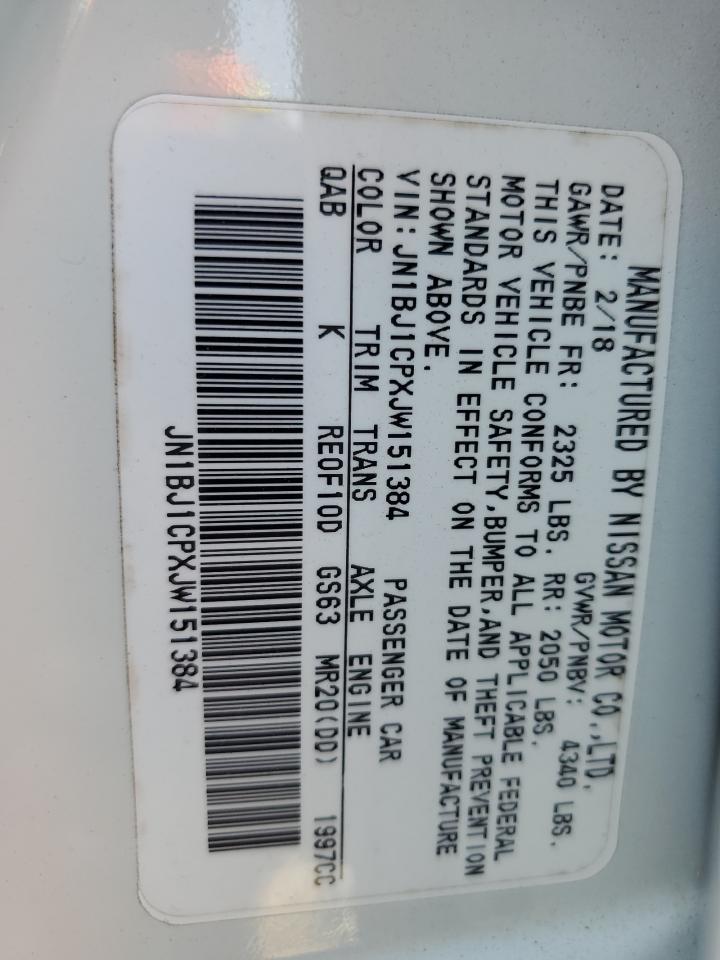 MANUFACTURED BY NISSAN MOTOR CO.,LTD.
DATE: 2/18 GVWR/PNBV: 4340 LBS.
GAWR/PNBE FR: 2325 LBS. RR: 2050 LBS.
THIS VEHICLE CONFORMS TO ALL APPLICABLE FEDERAL
MOTOR VEHICLE SAFETY,BUMPER,AND THEFT PREVENTION
STANDARDS IN EFFECT ON THE DATE OF MANUFACTURE
SHOWN ABOVE.
VIN:JN1BJ1CPXJW151384 PASSENGER CAR
COLOR TRIM TRANS AXLE ENGINE
QAB K RE0F10D GS63 MR20(DD) 1997CC
JN1BJ1CPXJW151384